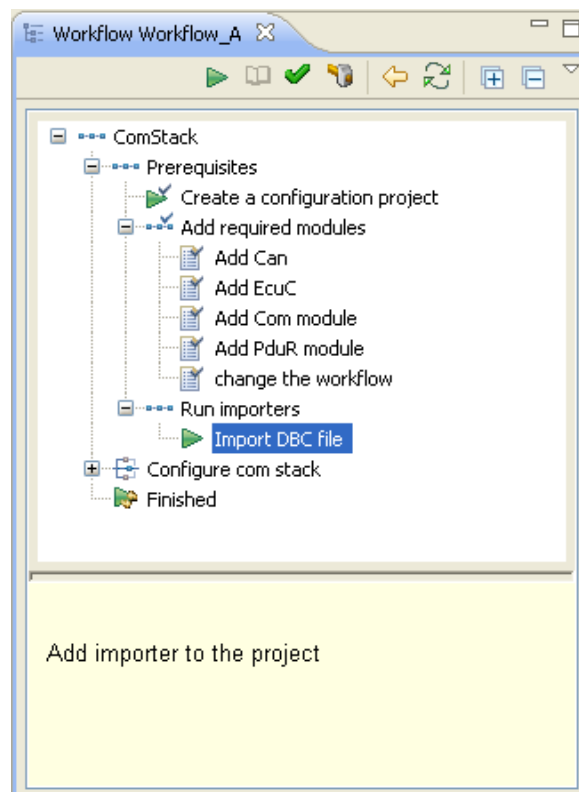 Workflow Workflow_A
ComStack
Prerequisites
Create a configuration project
Add required modules
Add Can
Add EcuC
Add Com module
Add PduR module
change the workflow
Run importers
Import DBC file
Configure com stack
Finished
Add importer to the project